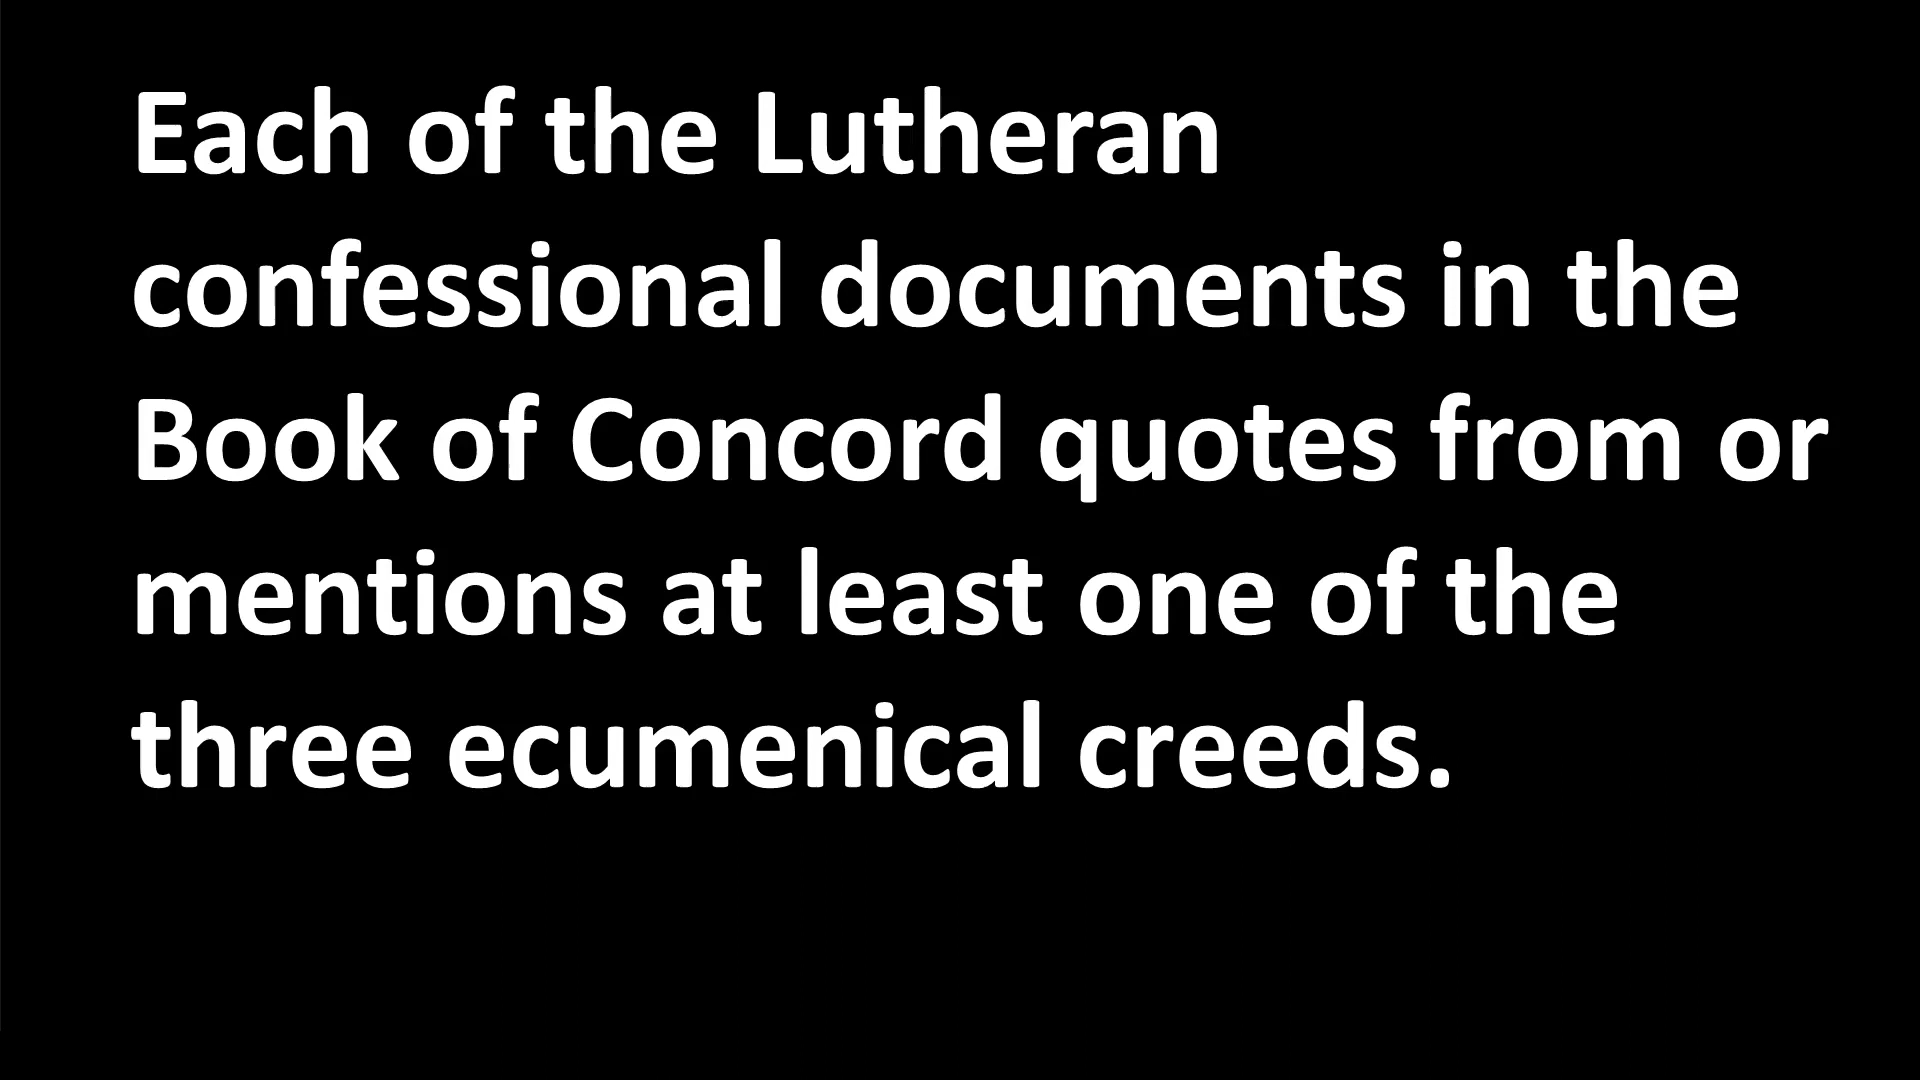 Each of the Lutheran
confessional documents in the
Book of Concord quotes from or
mentions at least one of the
three ecumenical creeds.